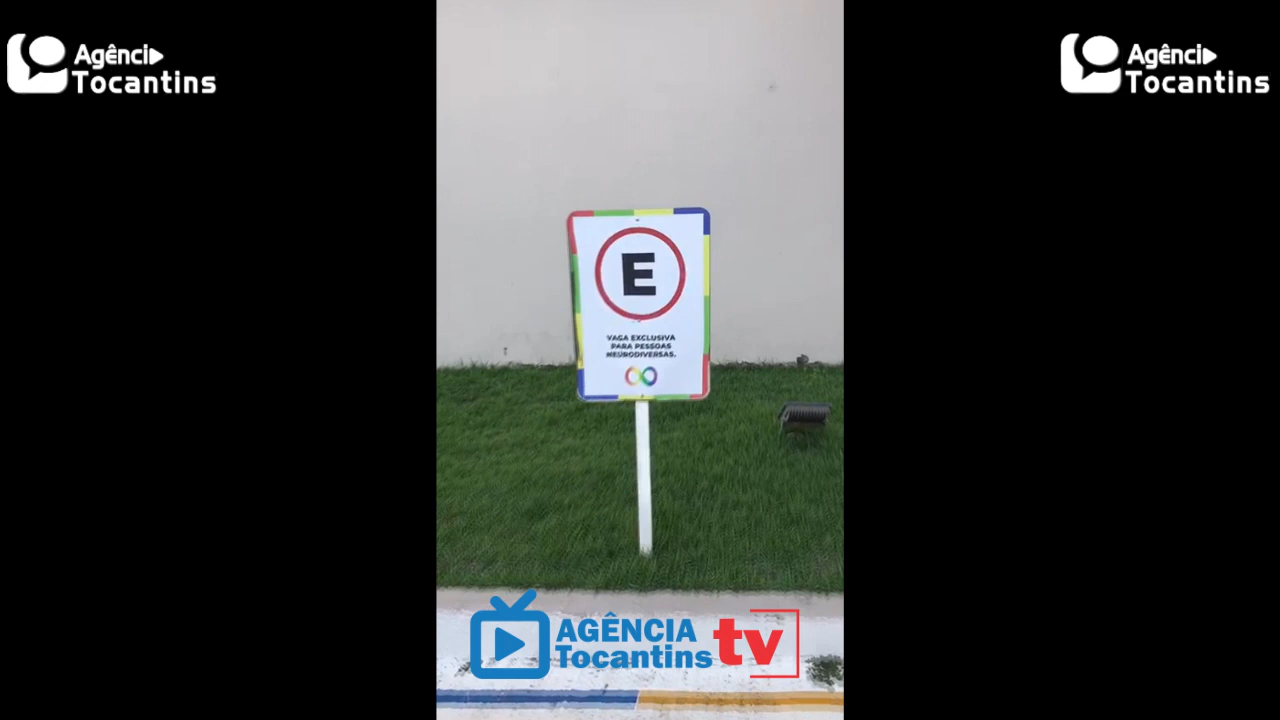 Agênci
Tocantins
Agênci
Tocantins
E
VAGA EXCLUSIVA
PARA PESSOAS
NEURODIVERSAS.
AGÊNCIA
Tocantins
tv